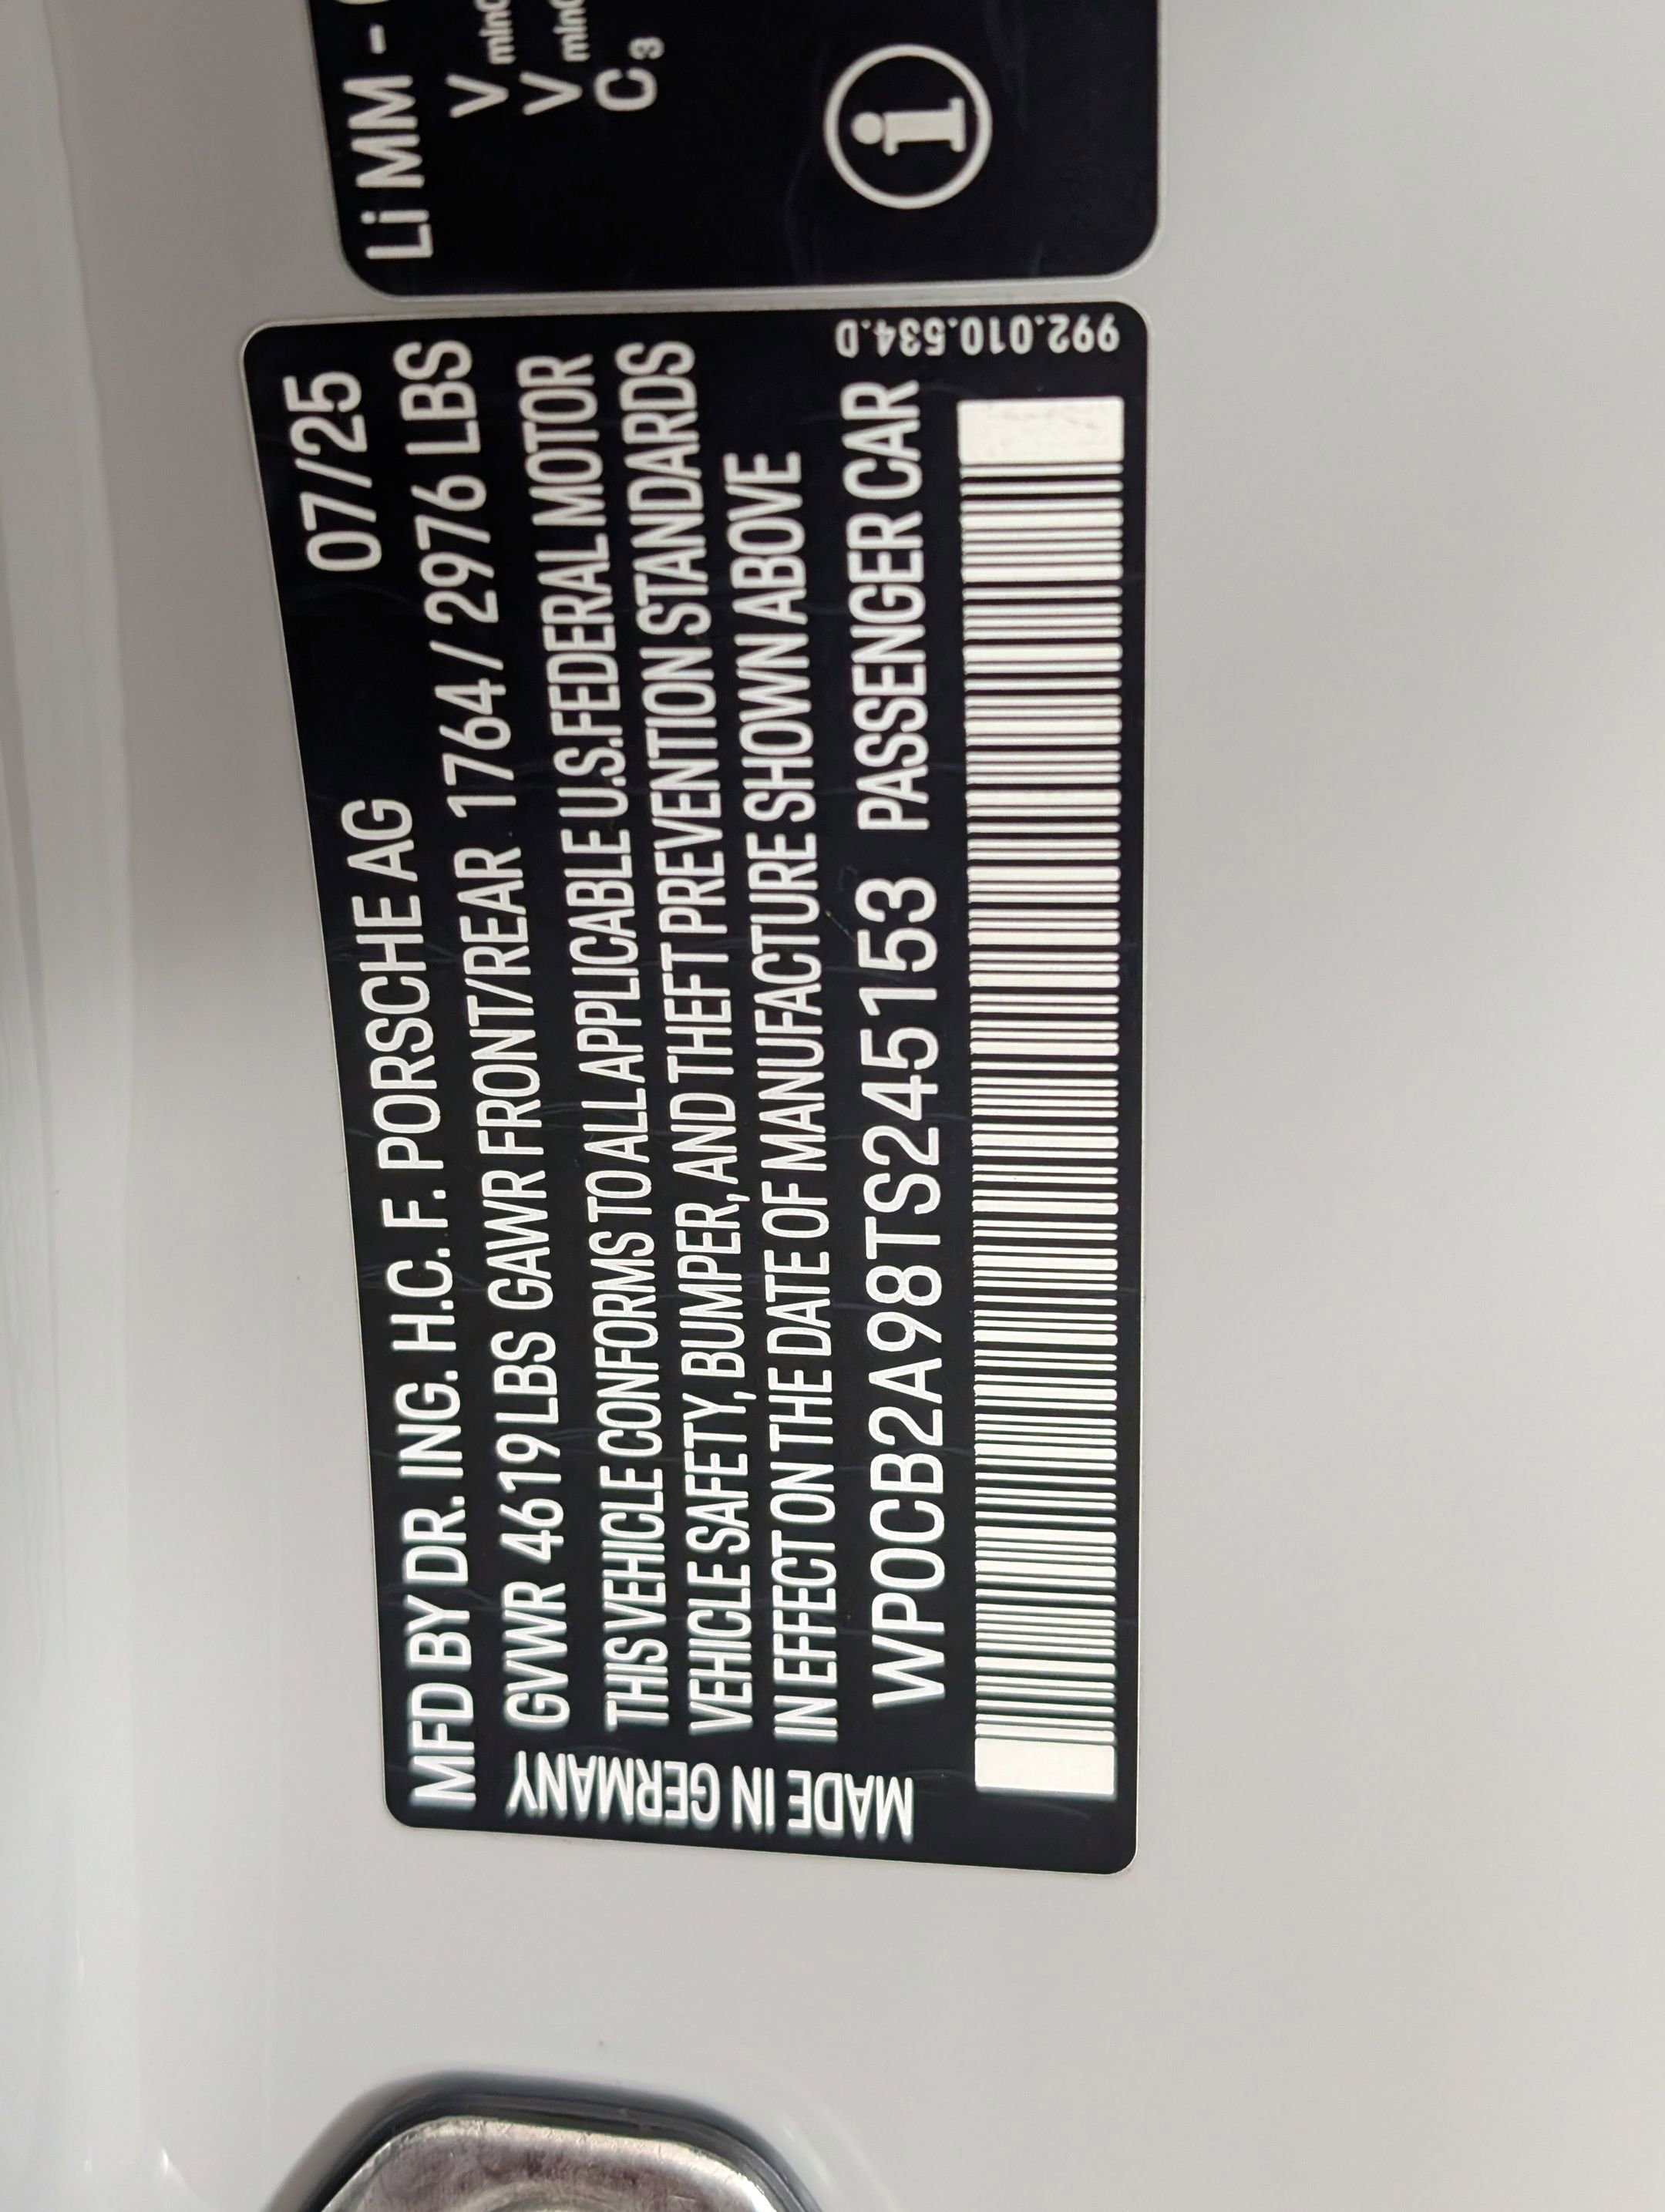 MFD BY DR. ING. H.C. F. PORSCHE AG 07/25
GVWR 4619 LBS GAWR FRONT/REAR 1764 / 2976 LBS
THIS VEHICLE CONFORMS TO ALL APPLICABLE U.S.FEDERAL MOTOR
VEHICLE SAFETY, BUMPER, AND THEFT PREVENTION STANDARDS
IN EFFECT ON THE DATE OF MANUFACTURE SHOWN ABOVE
WP0CB2A98TS245153 PASSENGER CAR
MADE IN GERMANY
992.010.534.D
Li MM -
V
V
C3
i